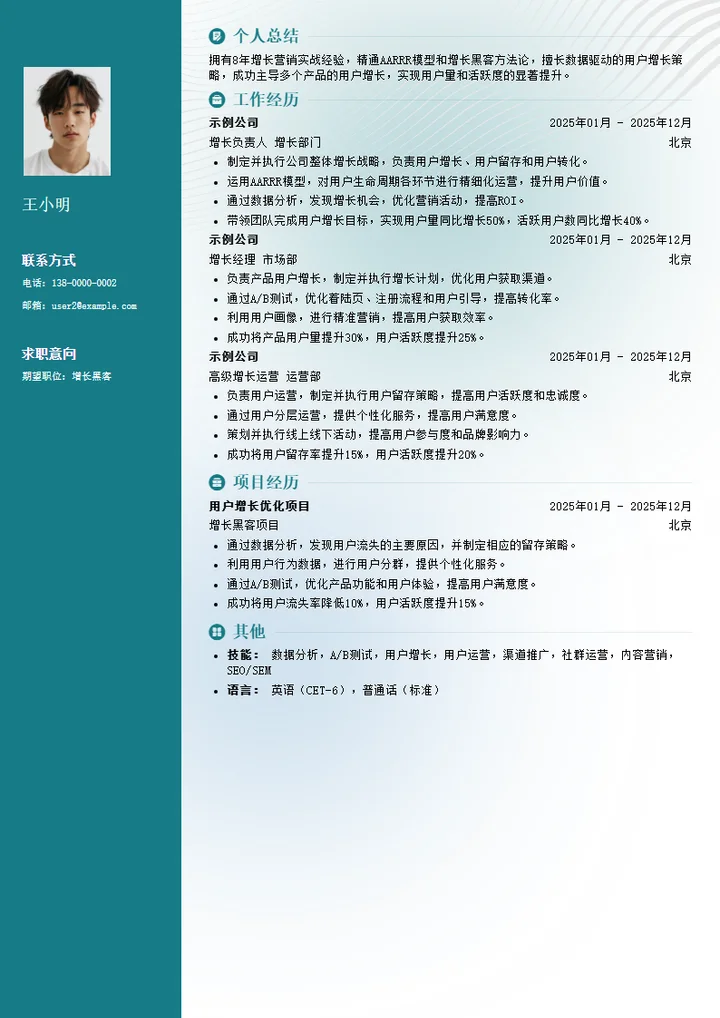 王小明
联系方式
电话：138-0000-0002
邮箱：user2@example.com
求职意向
期望职位：增长黑客
个人总结
拥有8年增长营销实战经验，精通AARRR模型和增长黑客方法论，擅长数据驱动的用户增长策
略，成功主导多个产品的用户增长，实现用户量和活跃度的显著提升。
工作经历
示例公司 2025年01月 - 2025年12月
增长负责人 增长部门 北京
• 制定并执行公司整体增长战略，负责用户增长、用户留存和用户转化。
• 运用AARRR模型，对用户生命周期各环节进行精细化运营，提升用户价值。
• 通过数据分析，发现增长机会，优化营销活动，提高ROI。
• 带领团队完成用户增长目标，实现用户量同比增长50%，活跃用户数同比增长40%。
示例公司 2025年01月 - 2025年12月
增长经理 市场部 北京
• 负责产品用户增长，制定并执行增长计划，优化用户获取渠道。
• 通过A/B测试，优化着陆页、注册流程和用户引导，提高转化率。
• 利用用户画像，进行精准营销，提高用户获取效率。
• 成功将产品用户量提升30%，用户活跃度提升25%。
示例公司 2025年01月 - 2025年12月
高级增长运营 运营部 北京
• 负责用户运营，制定并执行用户留存策略，提高用户活跃度和忠诚度。
• 通过用户分层运营，提供个性化服务，提高用户满意度。
• 策划并执行线上线下活动，提高用户参与度和品牌影响力。
• 成功将用户留存率提升15%，用户活跃度提升20%。
项目经历
用户增长优化项目 2025年01月 - 2025年12月
增长黑客项目 北京
• 通过数据分析，发现用户流失的主要原因，并制定相应的留存策略。
• 利用用户行为数据，进行用户分群，提供个性化服务。
• 通过A/B测试，优化产品功能和用户体验，提高用户满意度。
• 成功将用户流失率降低10%，用户活跃度提升15%。
其他
• 技能： 数据分析，A/B测试，用户增长，用户运营，渠道推广，社群运营，内容营销，
SEO/SEM
• 语言： 英语（CET-6），普通话（标准）